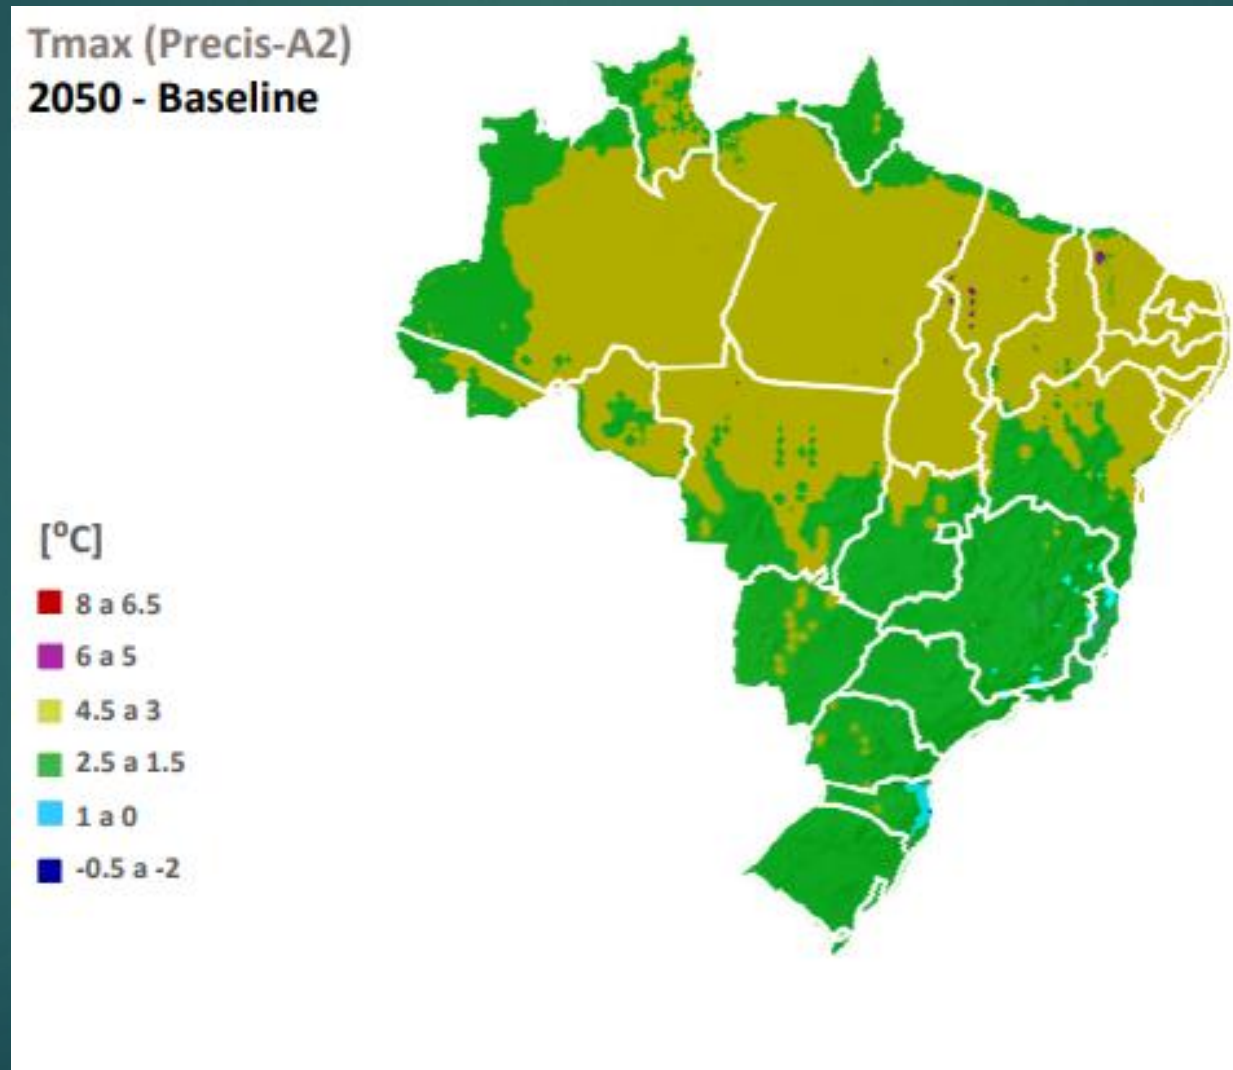 Tmax (Precis-A2)
2050 - Baseline
[ºC]
8 a 6.5
6 a 5
4.5 a 3
2.5 a 1.5
1 a 0
-0.5 a -2